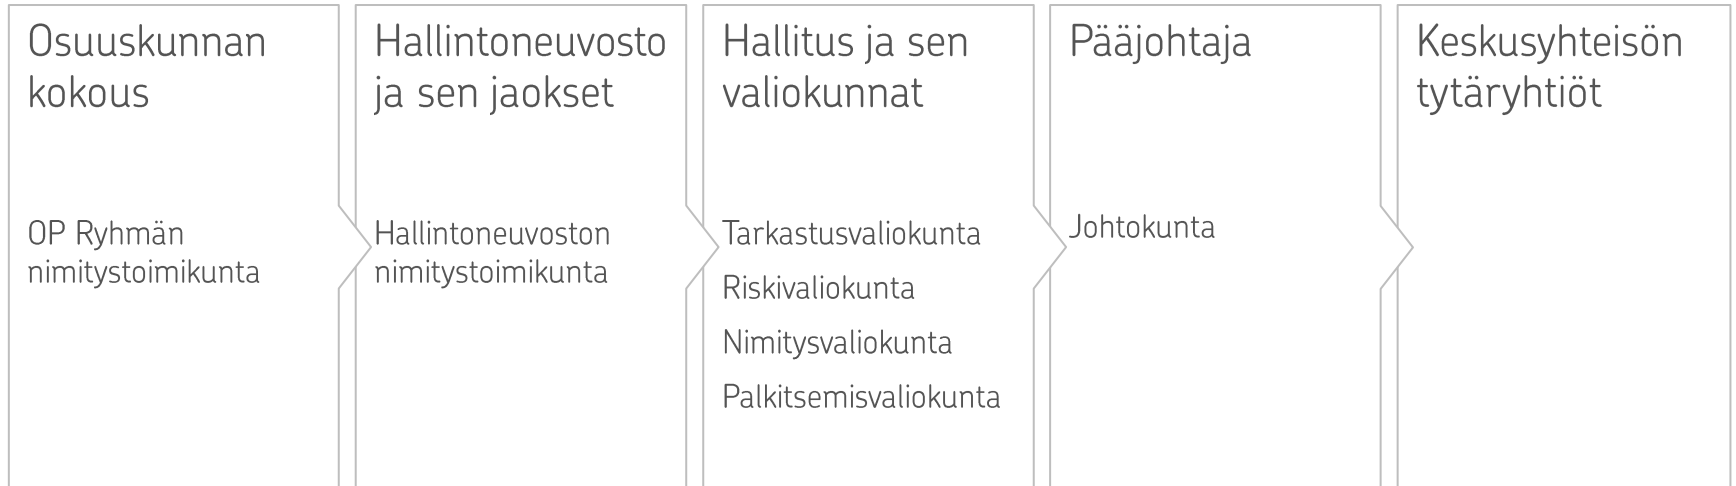 Osuuskunnan
kokous
OP Ryhmän
nimitystoimikunta
Hallintoneuvosto
ja sen jaokset
Hallintoneuvoston
nimitystoimikunta
Hallitus ja sen
valiokunnat
Tarkastusvaliokunta
Riskivaliokunta
Nimitysvaliokunta
Palkitsemisvaliokunta
Pääjohtaja
Johtokunta
Keskusyhteisön
tytäryhtiöt